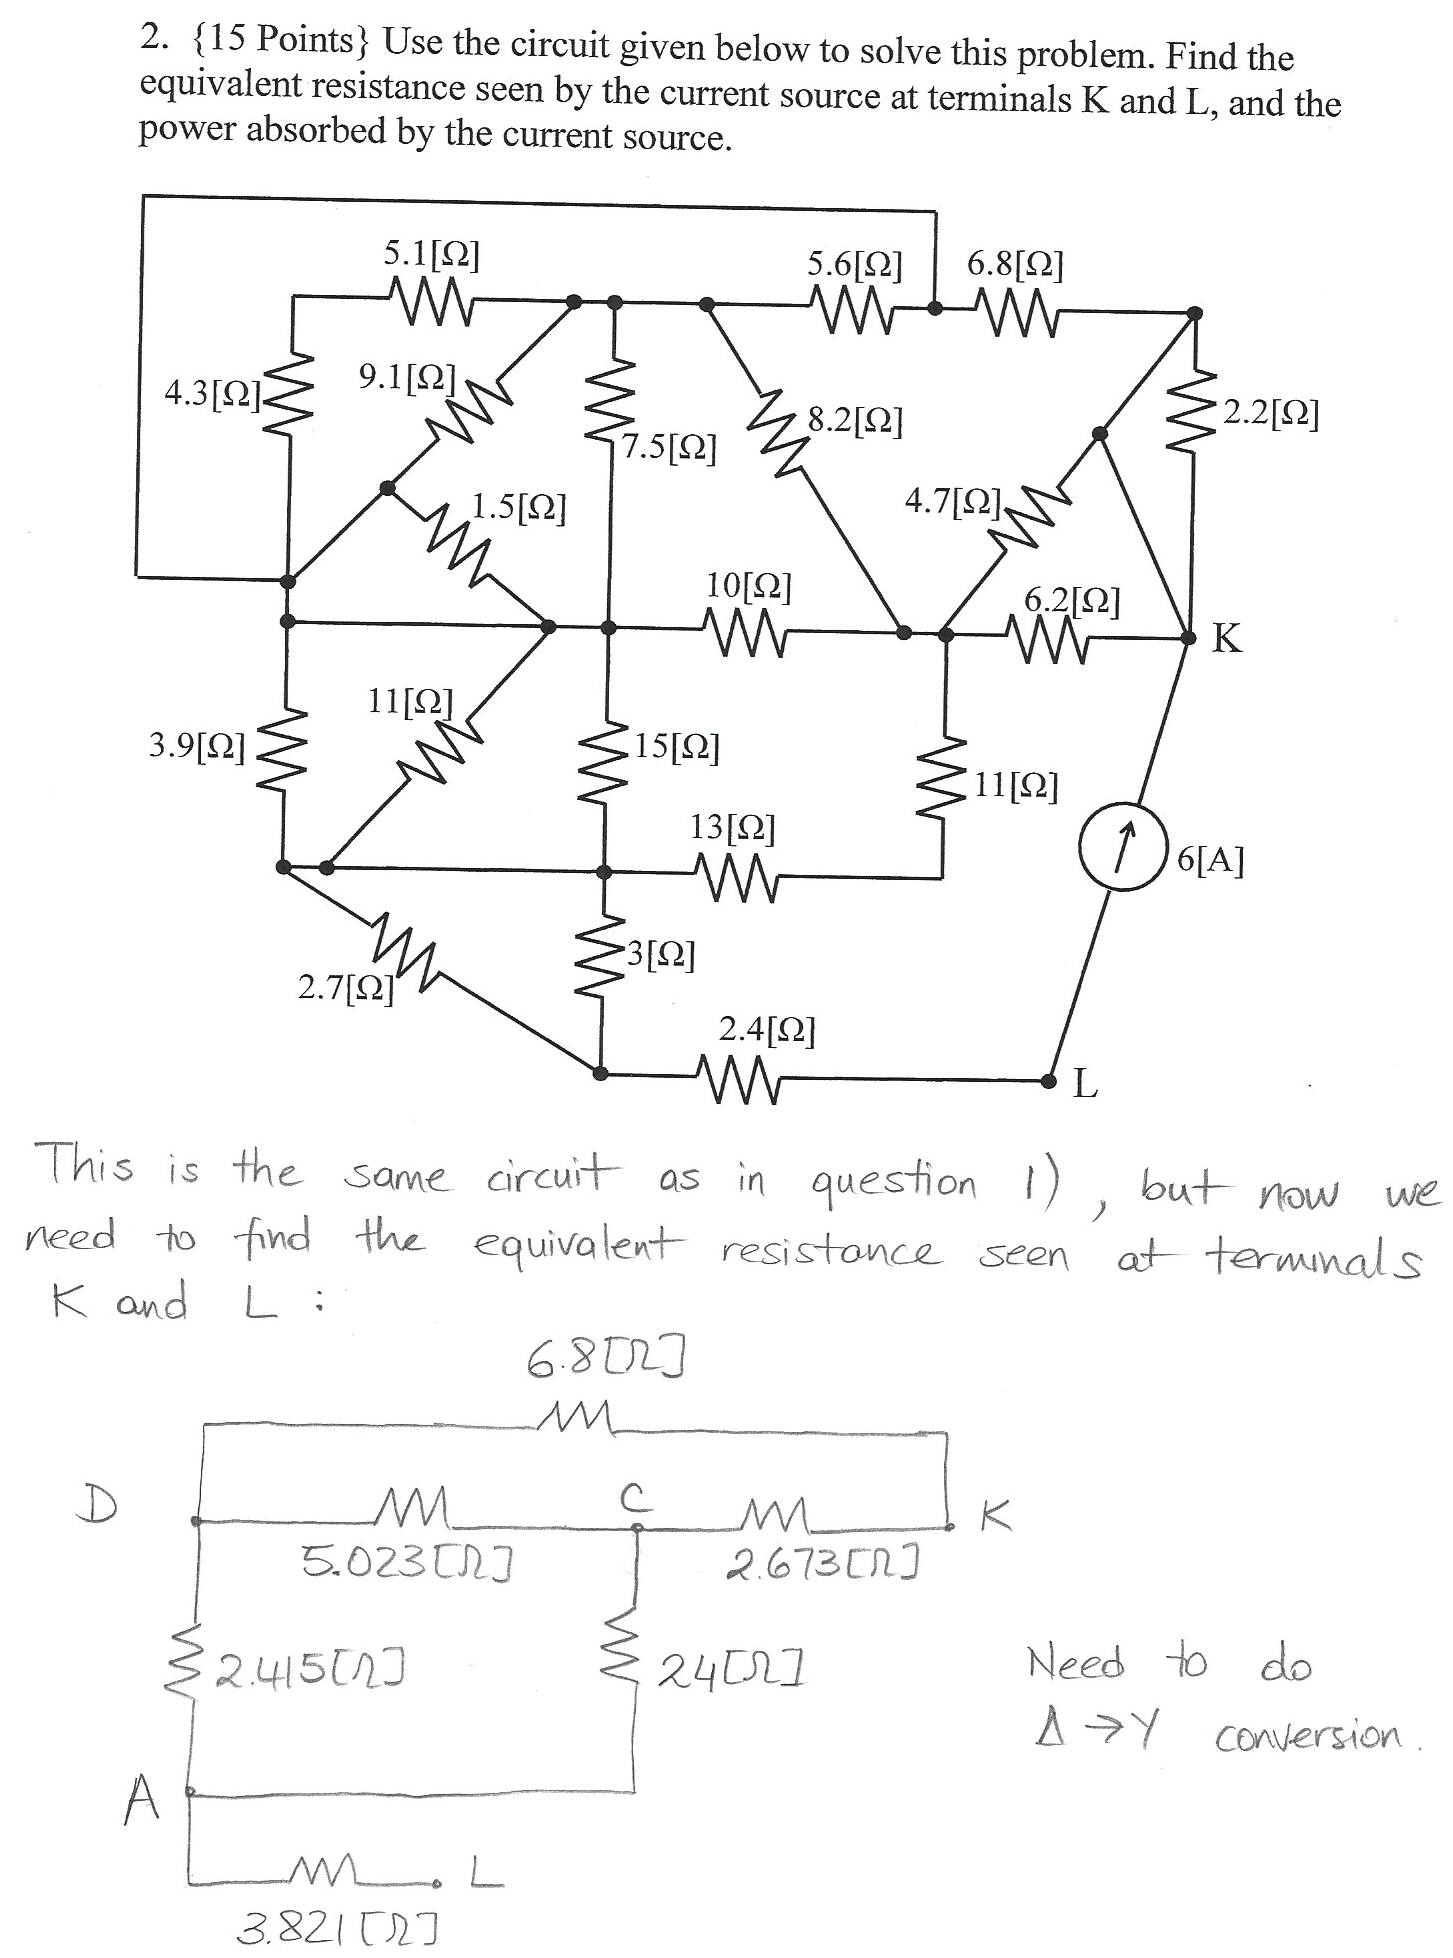 2. {15 Points} Use the circuit given below to solve this problem. Find the
equivalent resistance seen by the current source at terminals K and L, and the
power absorbed by the current source.
5.1[Ω]
5.6[Ω]
6.8[Ω]
4.3[Ω]
9.1[Ω]
7.5[Ω]
8.2[Ω]
2.2[Ω]
1.5[Ω]
4.7[Ω]
10[Ω]
6.2[Ω]
K
11[Ω]
3.9[Ω]
15[Ω]
11[Ω]
13[Ω]
6[A]
3[Ω]
2.7[Ω]
2.4[Ω]
L
This is the same circuit as in question 1), but now we
need to find the equivalent resistance seen at terminals
K and L :
6.8[Ω]
D
C
K
5.023[Ω]
2.673[Ω]
2.415[Ω]
24[Ω]
Need to do
Δ→Y conversion.
A
L
3.821[Ω]